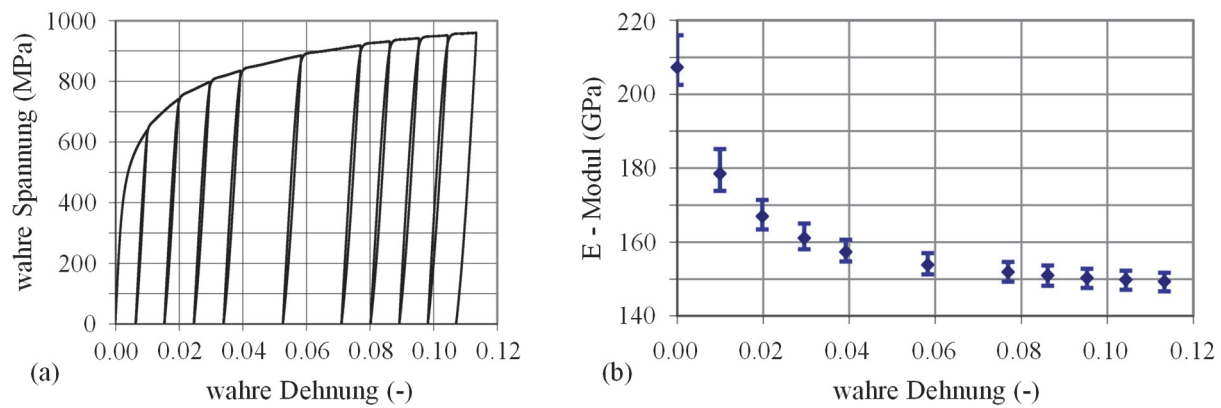 wahre Spannung (MPa)
1000
800
600
400
200
0
0.00 0.02 0.04 0.06 0.08 0.10 0.12
(a)
wahre Dehnung (-)
E - Modul (GPa)
220
200
180
160
140
0.00 0.02 0.04 0.06 0.08 0.10 0.12
(b)
wahre Dehnung (-)